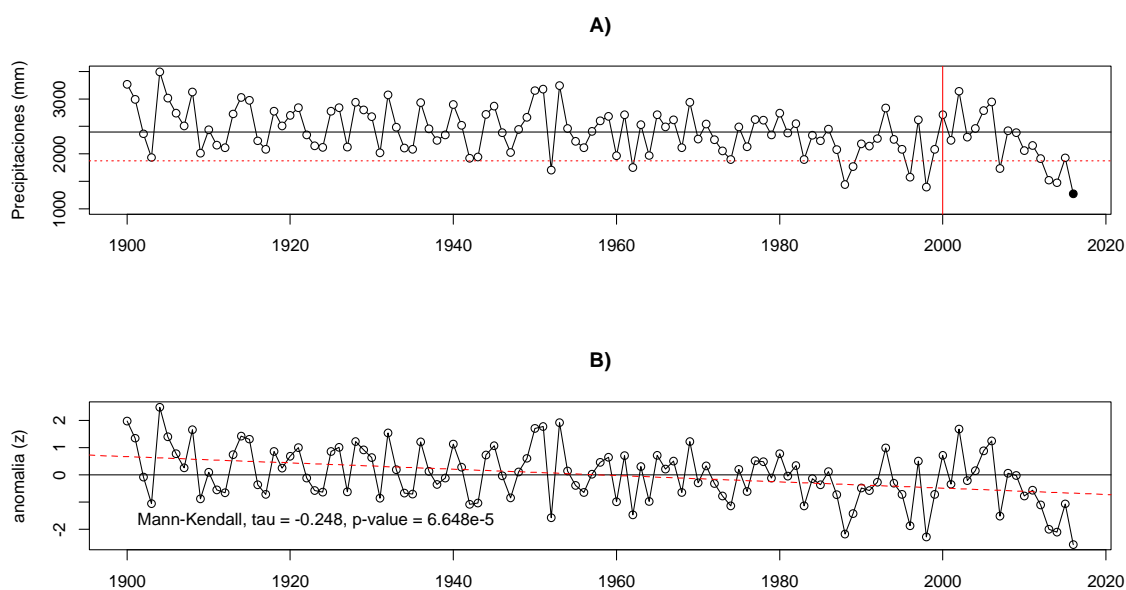 A)
Precipitaciones (mm)
3000
2000
1000
1900 1920 1940 1960 1980 2000 2020
B)
anomalia (z)
2
1
0
-2
Mann-Kendall, tau = -0.248, p-value = 6.648e-5
1900 1920 1940 1960 1980 2000 2020